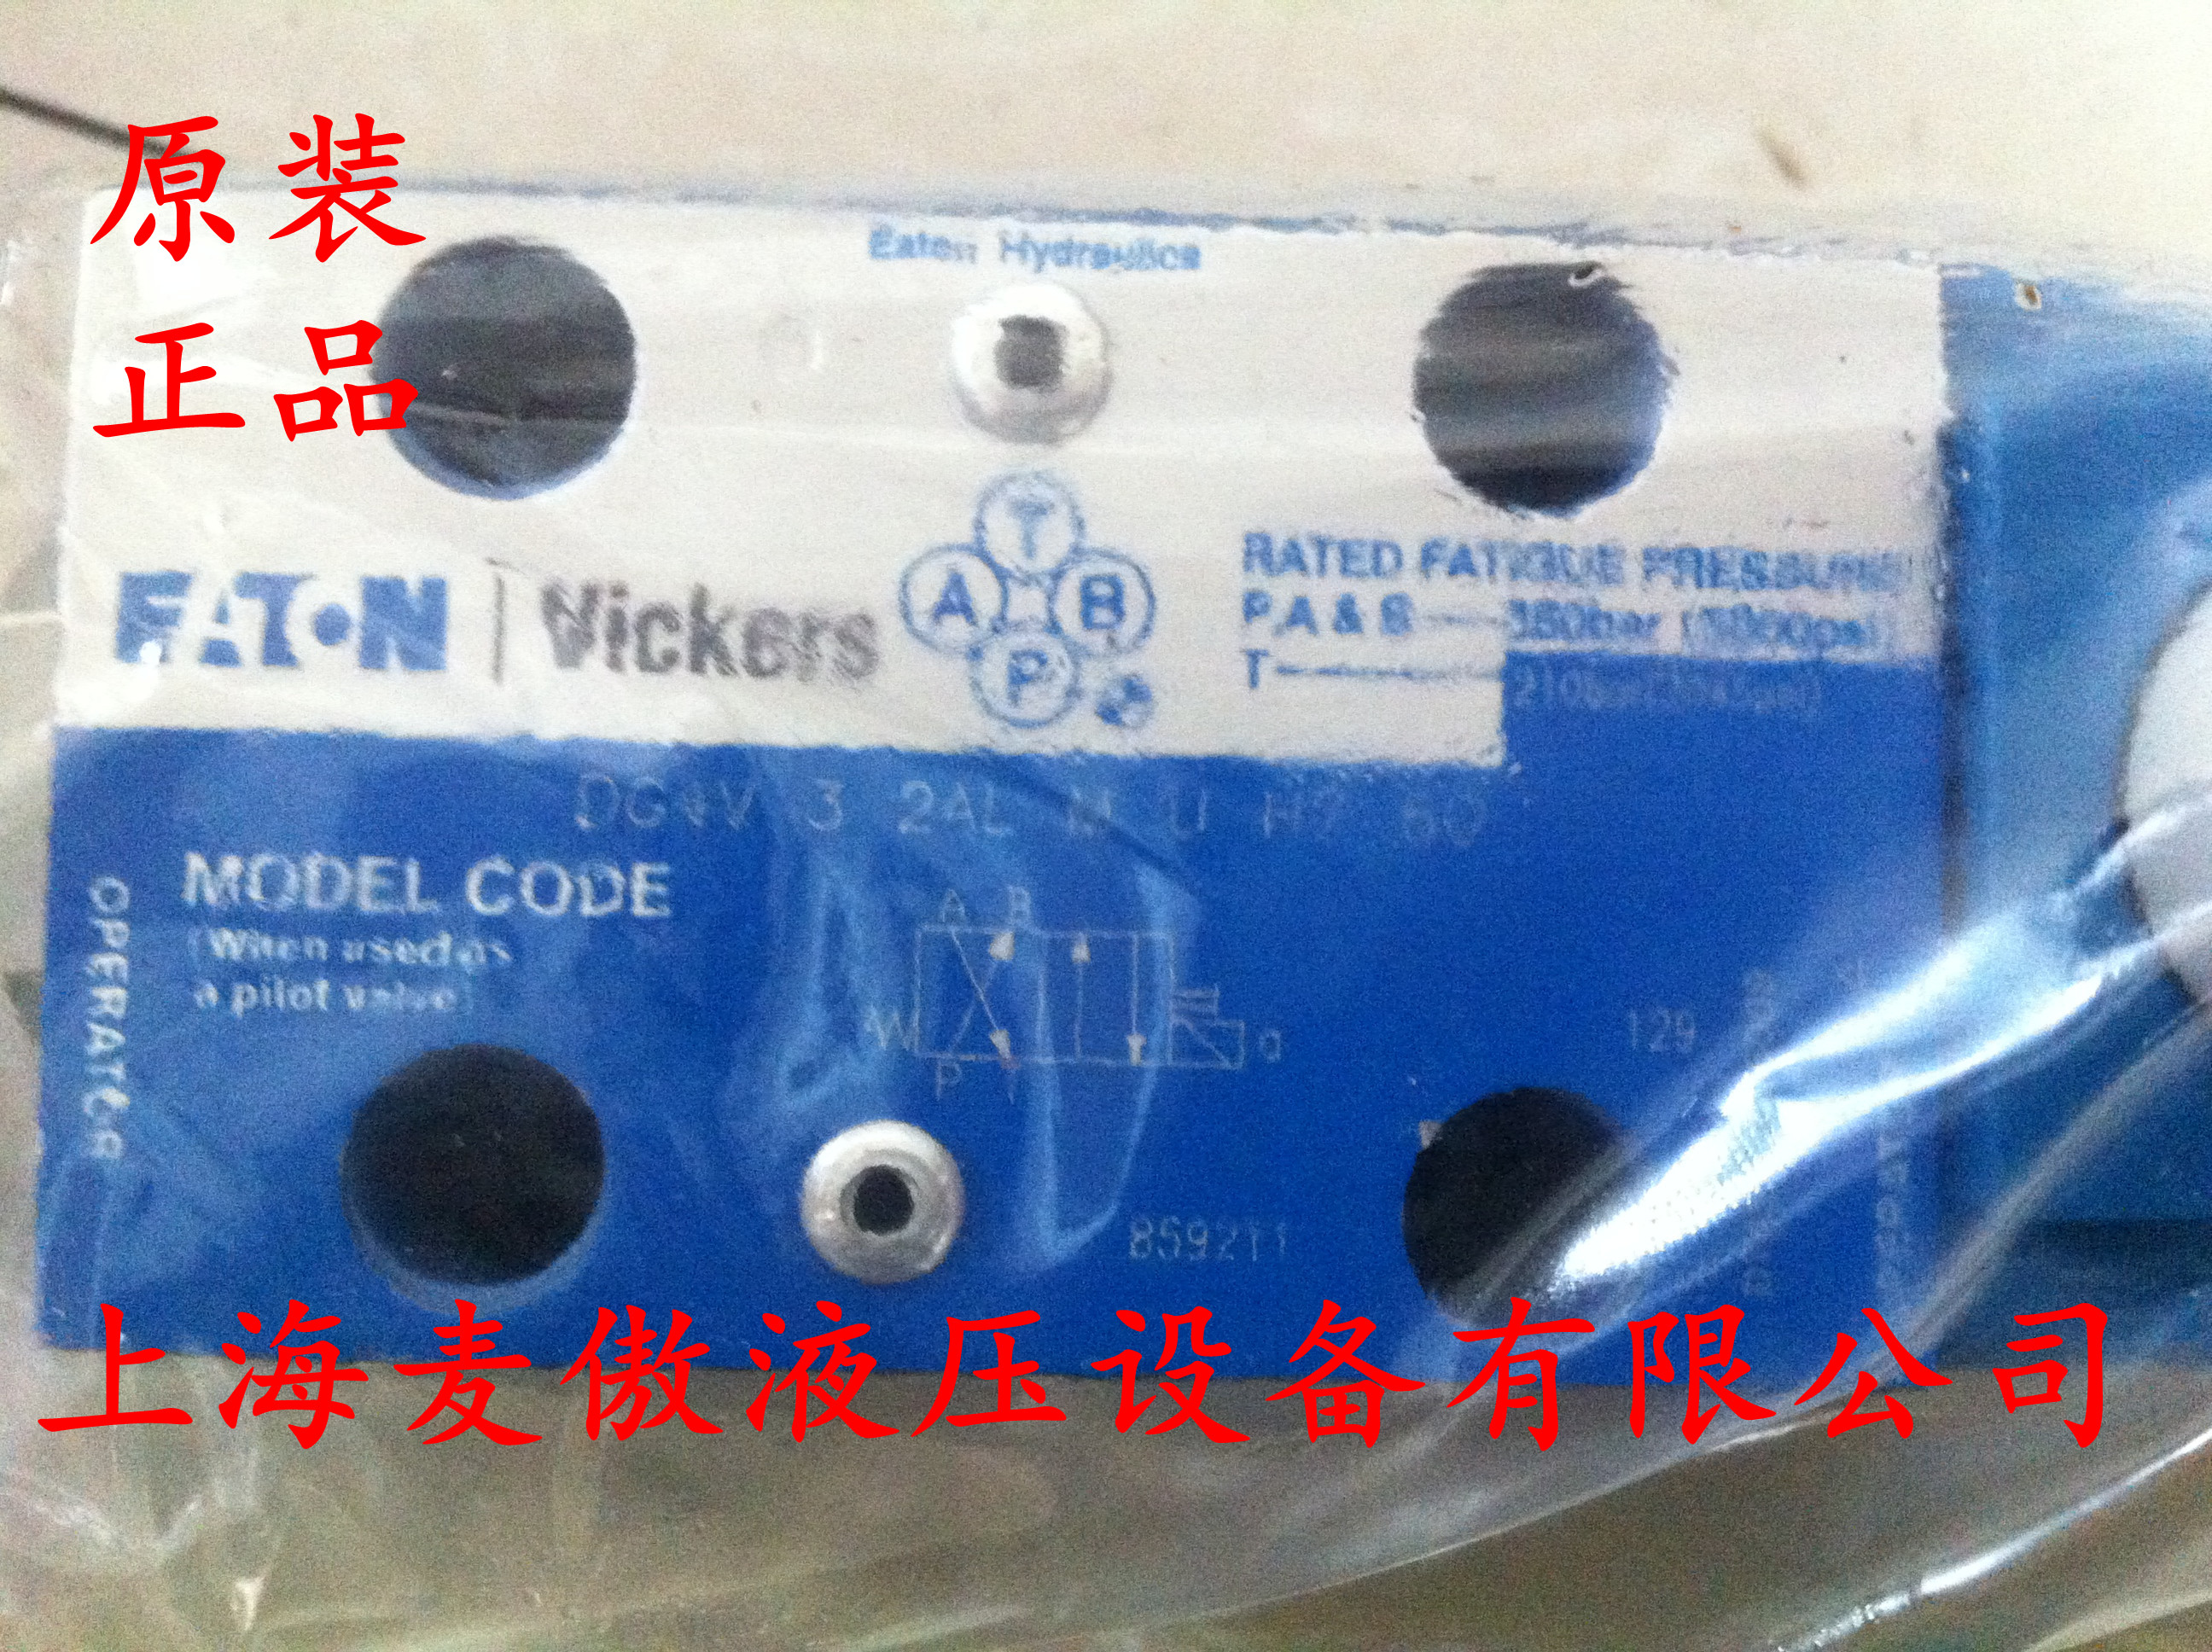 原装
正品
Eaton Hydraulics
EATON | Vickers
T
A B
P
RATED FATIGUE PRESSURE
P,A & B — 350bar
T —
DG4V 3 2AL M U H7 60
MODEL CODE
(When used as
a pilot valve)
OPERATOR
A B
W
P T
a
129
859211
上海麦傲液压设备有限公司